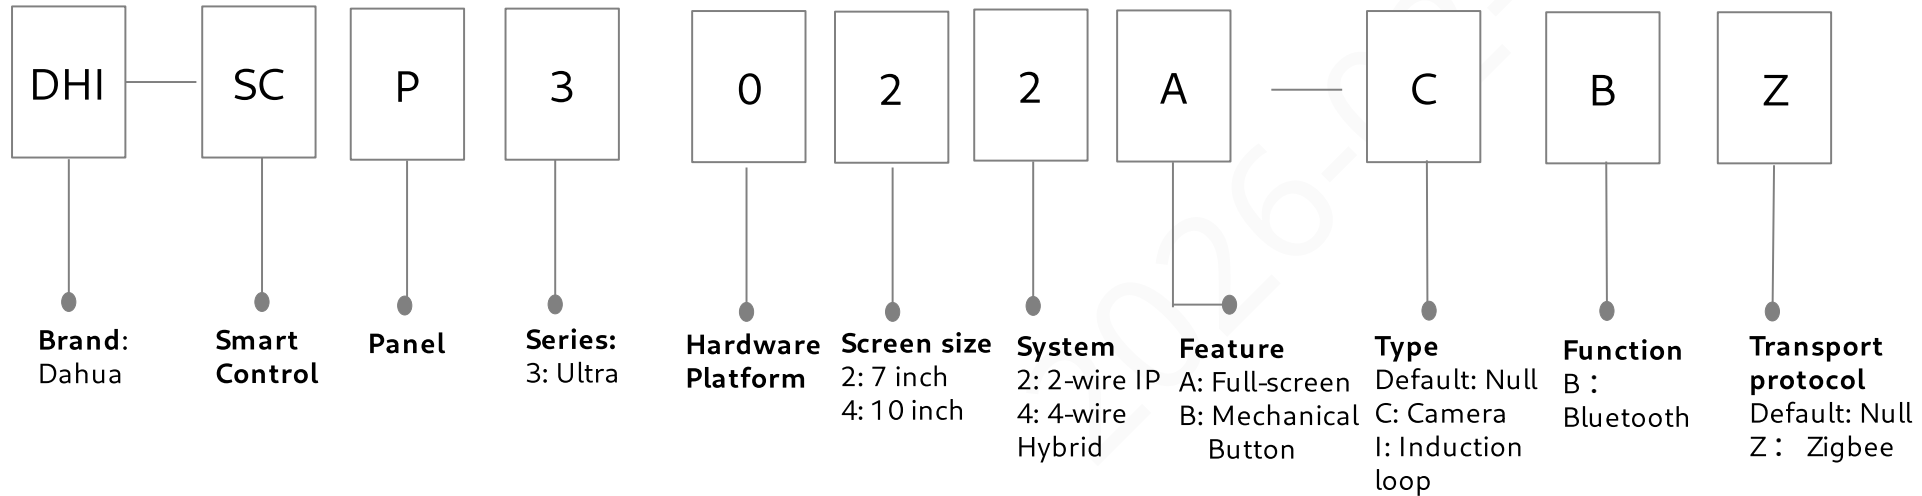 DHI SC P 3 0 2 2 A C B Z
Brand:
Dahua
Smart
Control
Panel
Series:
3: Ultra
Hardware
Platform
Screen size
2: 7 inch
4: 10 inch
System
2: 2-wire IP
4: 4-wire
Hybrid
Feature
A: Full-screen
B: Mechanical
Button
Type
Default: Null
C: Camera
I: Induction
loop
Function
B :
Bluetooth
Transport
protocol
Default: Null
Z : Zigbee